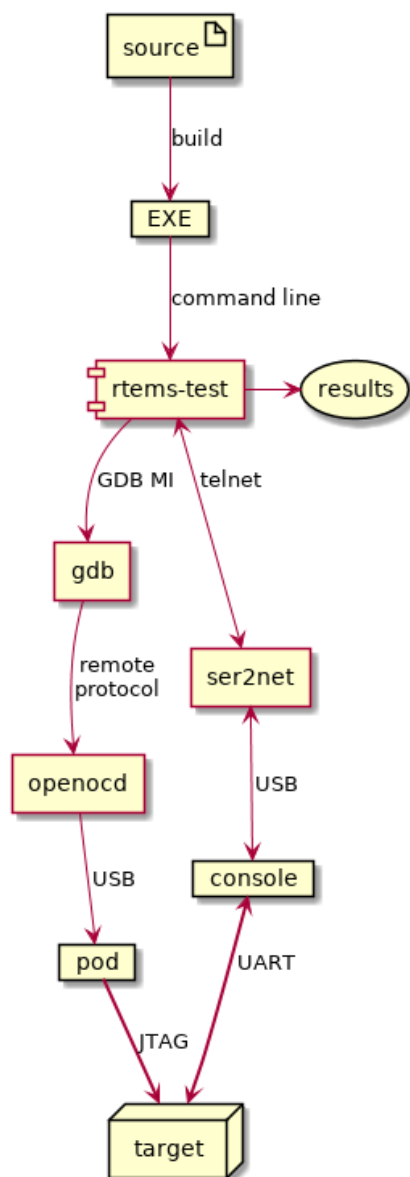 source
build
EXE
command line
rtems-test
results
GDB MI
telnet
gdb
remote
protocol
ser2net
openocd
USB
USB
console
pod
UART
JTAG
target